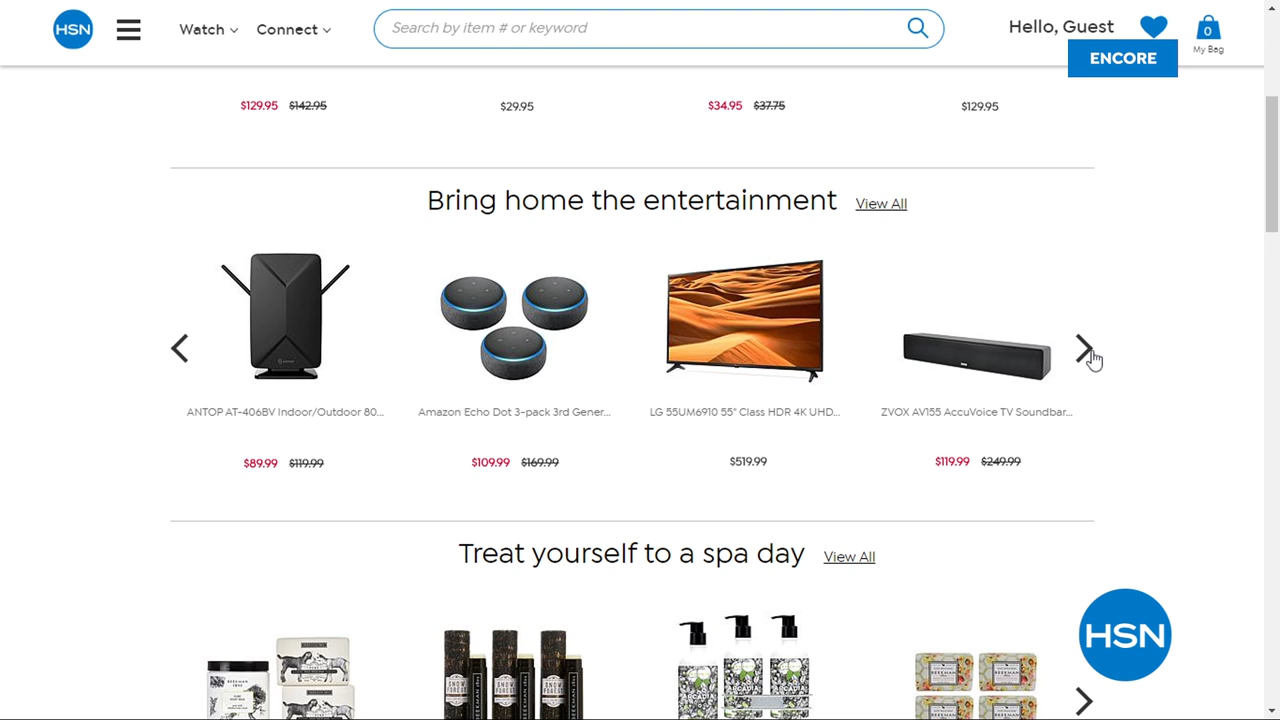 HSN
Watch
Connect
Search by item # or keyword
Hello, Guest
0
My Bag
ENCORE
$129.95 $142.95
$29.95
$34.95 $37.75
$129.95
Bring home the entertainment
View All
ANTOP AT-406BV Indoor/Outdoor 80...
Amazon Echo Dot 3-pack 3rd Gener...
LG 55UM6910 55" Class HDR 4K UHD...
ZVOX AV155 AccuVoice TV Soundbar...
$89.99 $119.99
$109.99 $169.99
$519.99
$119.99 $249.99
Treat yourself to a spa day
View All
HSN
SNOW
ARCADIA
ARCADIA